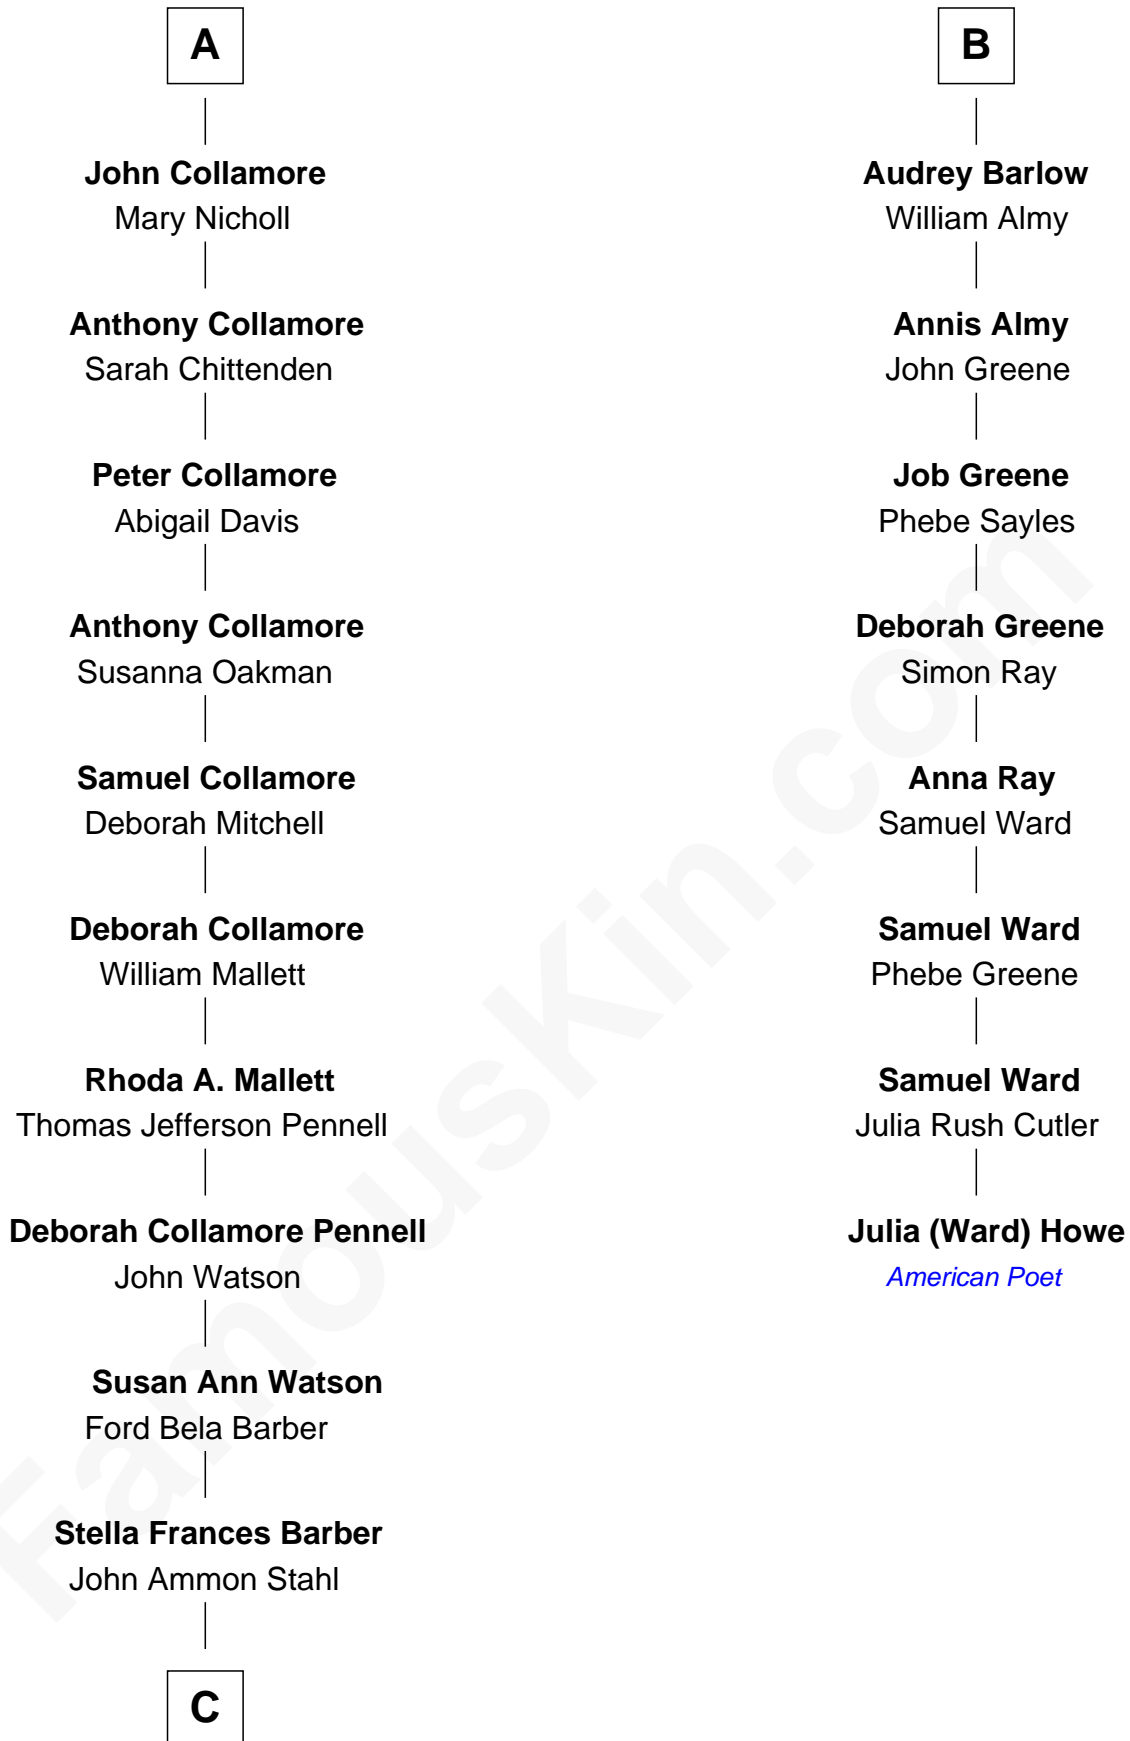 A
John Collamore
Mary Nicholl
Anthony Collamore
Sarah Chittenden
Peter Collamore
Abigail Davis
Anthony Collamore
Susanna Oakman
Samuel Collamore
Deborah Mitchell
Deborah Collamore
William Mallett
Rhoda A. Mallett
Thomas Jefferson Pennell
Deborah Collamore Pennell
John Watson
Susan Ann Watson
Ford Bela Barber
Stella Frances Barber
John Ammon Stahl
C
B
Audrey Barlow
William Almy
Annis Almy
John Greene
Job Greene
Phebe Sayles
Deborah Greene
Simon Ray
Anna Ray
Samuel Ward
Samuel Ward
Phebe Greene
Samuel Ward
Julia Rush Cutler
Julia (Ward) Howe
American Poet
FamousKin.com